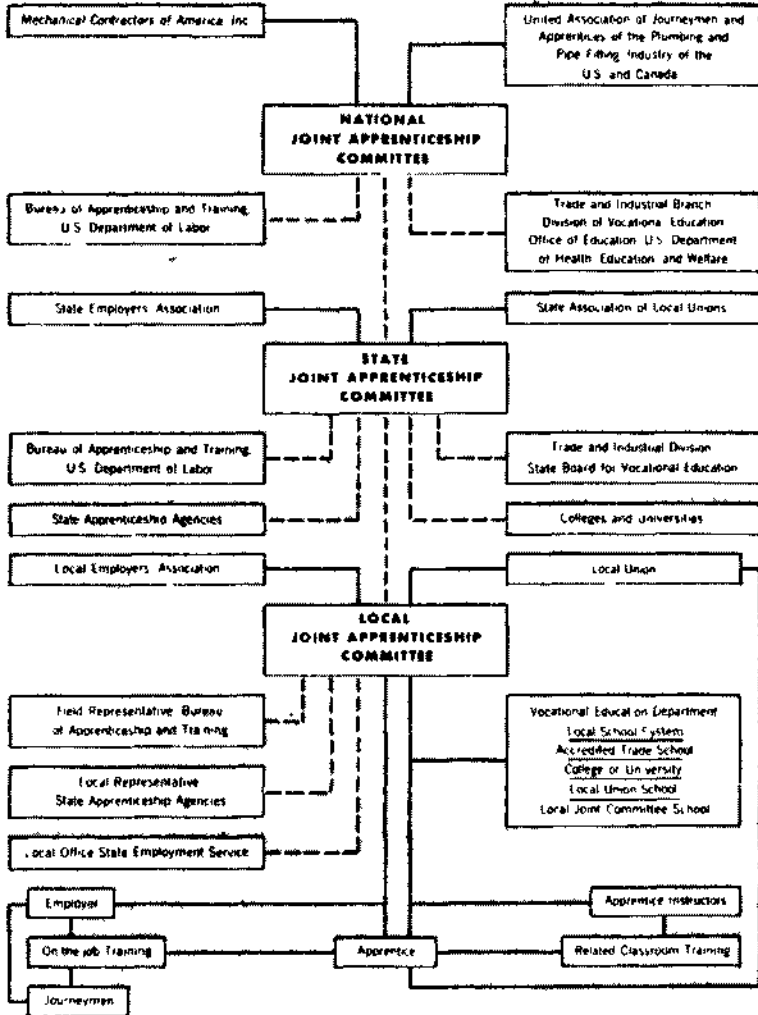 Mechanical Contractors of America Inc
United Association of Journeymen and
Apprentices of the Plumbing and
Pipe Fitting Industry of the
U.S. and Canada
NATIONAL
JOINT APPRENTICESHIP
COMMITTEE
Bureau of Apprenticeship and Training,
U.S. Department of Labor
Trade and Industrial Branch
Division of Vocational Education
Office of Education U.S. Department
of Health Education and Welfare
State Employers Association
State Association of Local Unions
STATE
JOINT APPRENTICESHIP
COMMITTEE
Bureau of Apprenticeship and Training,
U.S. Department of Labor
Trade and Industrial Division
State Board for Vocational Education
State Apprenticeship Agencies
Colleges and Universities
Local Employers Association
Local Union
LOCAL
JOINT APPRENTICESHIP
COMMITTEE
Field Representative Bureau
of Apprenticeship and Training
Vocational Education Department
Local School System
Accredited Trade School
College or University
Local Union School
Local Joint Committee School
Local Representative
State Apprenticeship Agencies
Local Office State Employment Service
Employer
Apprentice Instructors
On the job Training
Apprentice
Related Classroom Training
Journeymen